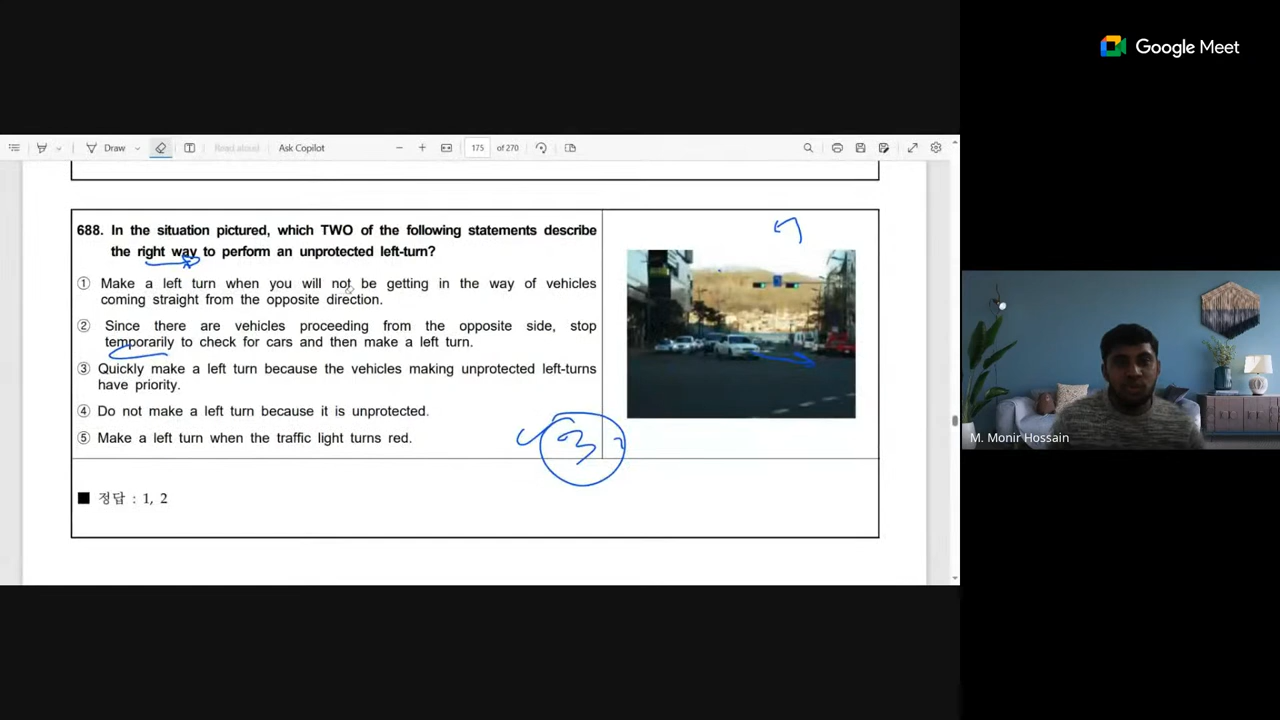 Google Meet
Draw
Read aloud
Ask Copilot
175
of 270
688. In the situation pictured, which TWO of the following statements describe
the right way to perform an unprotected left-turn?
① Make a left turn when you will not be getting in the way of vehicles
coming straight from the opposite direction.
② Since there are vehicles proceeding from the opposite side, stop
temporarily to check for cars and then make a left turn.
③ Quickly make a left turn because the vehicles making unprotected left-turns
have priority.
④ Do not make a left turn because it is unprotected.
⑤ Make a left turn when the traffic light turns red.
3
■ 정답 : 1, 2
M. Monir Hossain